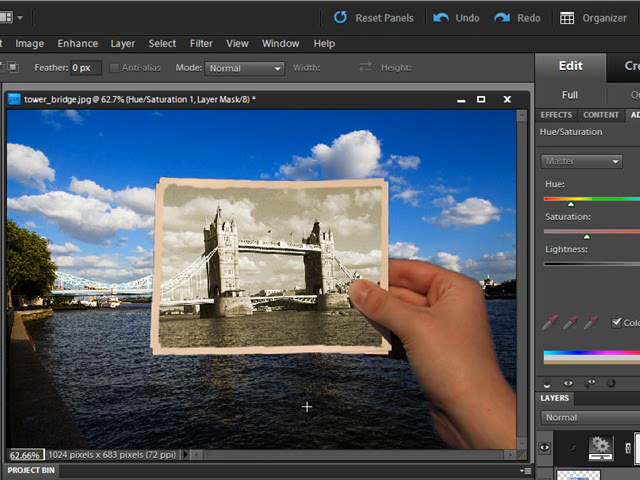 Reset Panels Undo Redo Organizer
Image Enhance Layer Select Filter View Window Help
Feather: 0 px Anti-alias Mode: Normal Width: Height:
Edit
Full
tower_bridge.jpg @ 62.7% (Hue/Saturation 1, Layer Mask/8) *
EFFECTS CONTENT
Hue/Saturation
Master
Hue:
Saturation:
Lightness:
LAYERS
Normal
62.66% 1024 pixels x 683 pixels (72 ppi)
PROJECT BIN